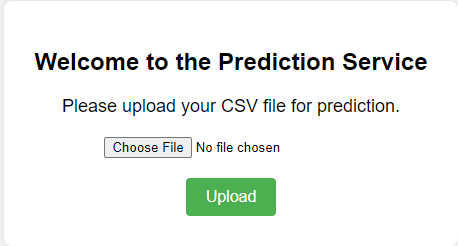 Welcome to the Prediction Service
Please upload your CSV file for prediction.
Choose File No file chosen
Upload